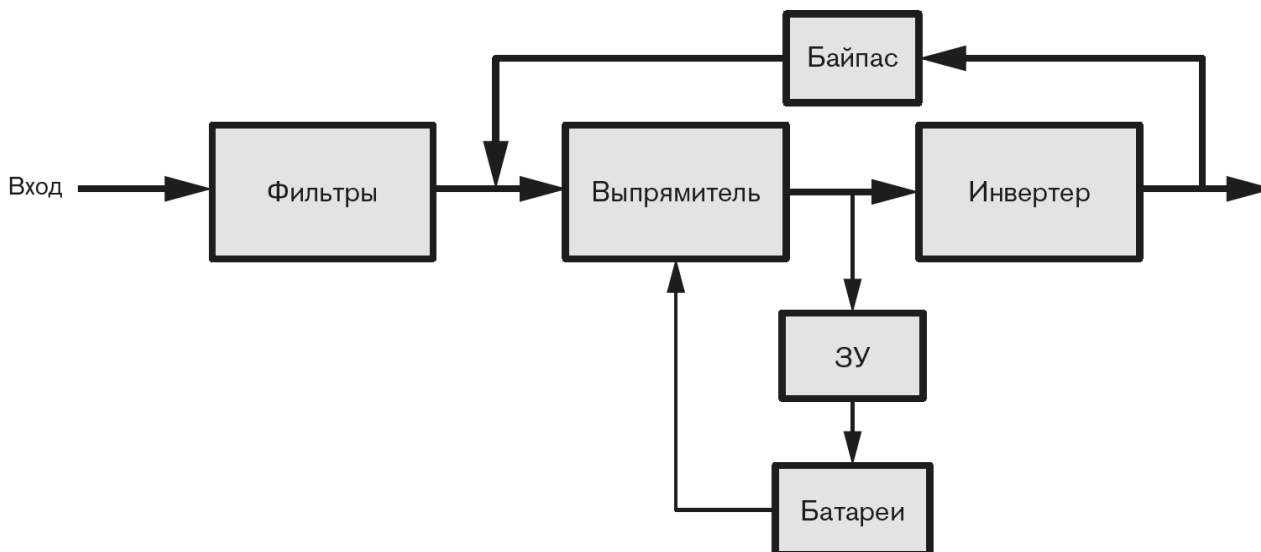 Байпас
Вход
Фильтры
Выпрямитель
Инвертер
ЗУ
Батареи